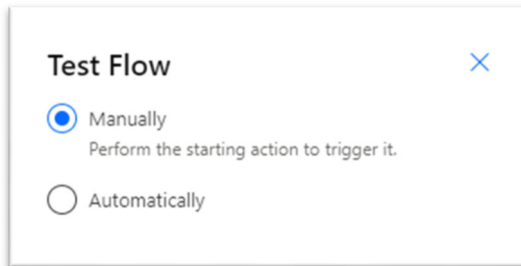 Test Flow
Manually
Perform the starting action to trigger it.
Automatically